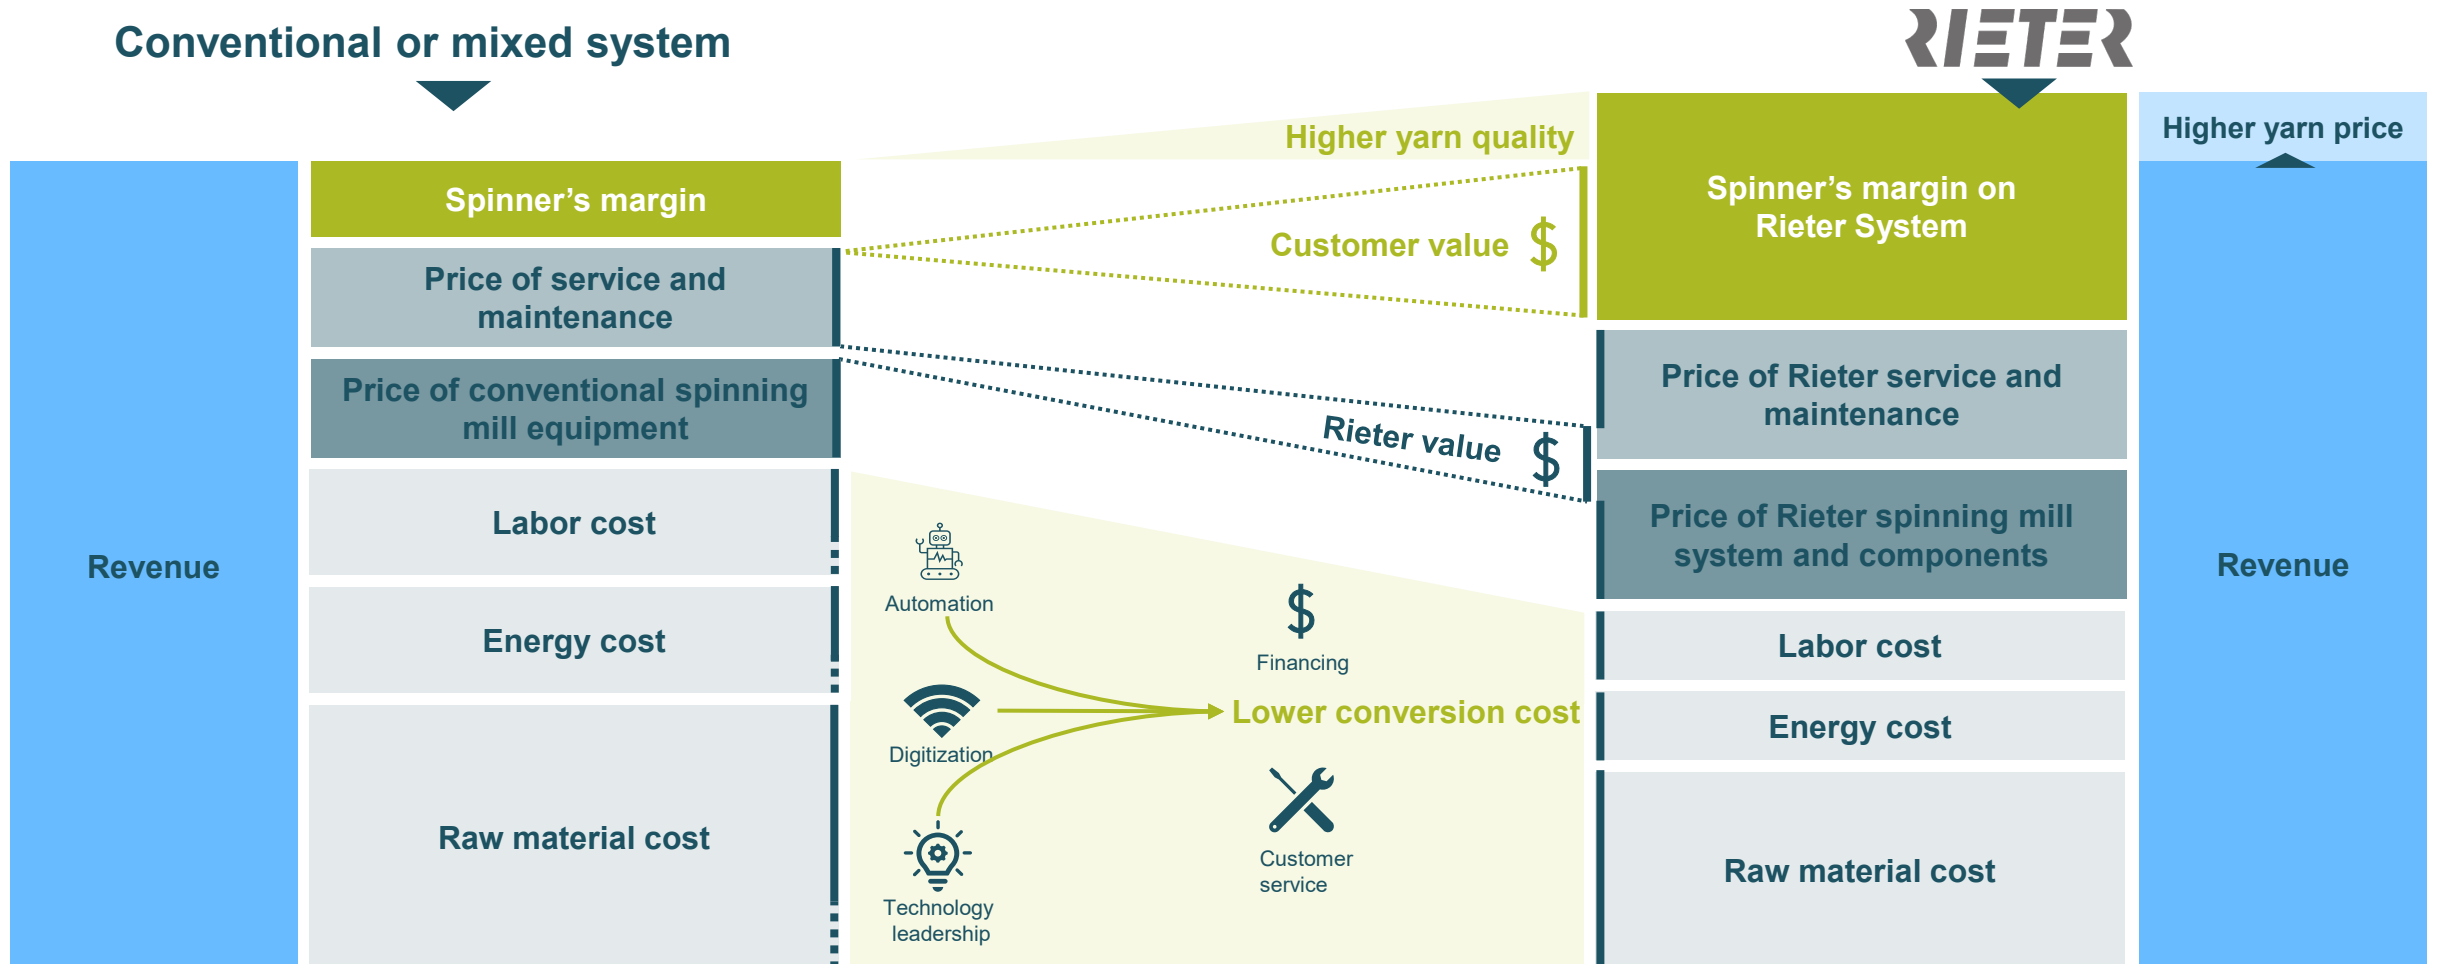 Conventional or mixed system
RIETER
Revenue
Spinner’s margin
Price of service and
maintenance
Price of conventional spinning
mill equipment
Labor cost
Energy cost
Raw material cost
Higher yarn quality
Customer value $
Rieter value $
Automation
Digitization
Technology
leadership
$
Financing
Lower conversion cost
Customer
service
Spinner’s margin on
Rieter System
Price of Rieter service and
maintenance
Price of Rieter spinning mill
system and components
Labor cost
Energy cost
Raw material cost
Higher yarn price
Revenue